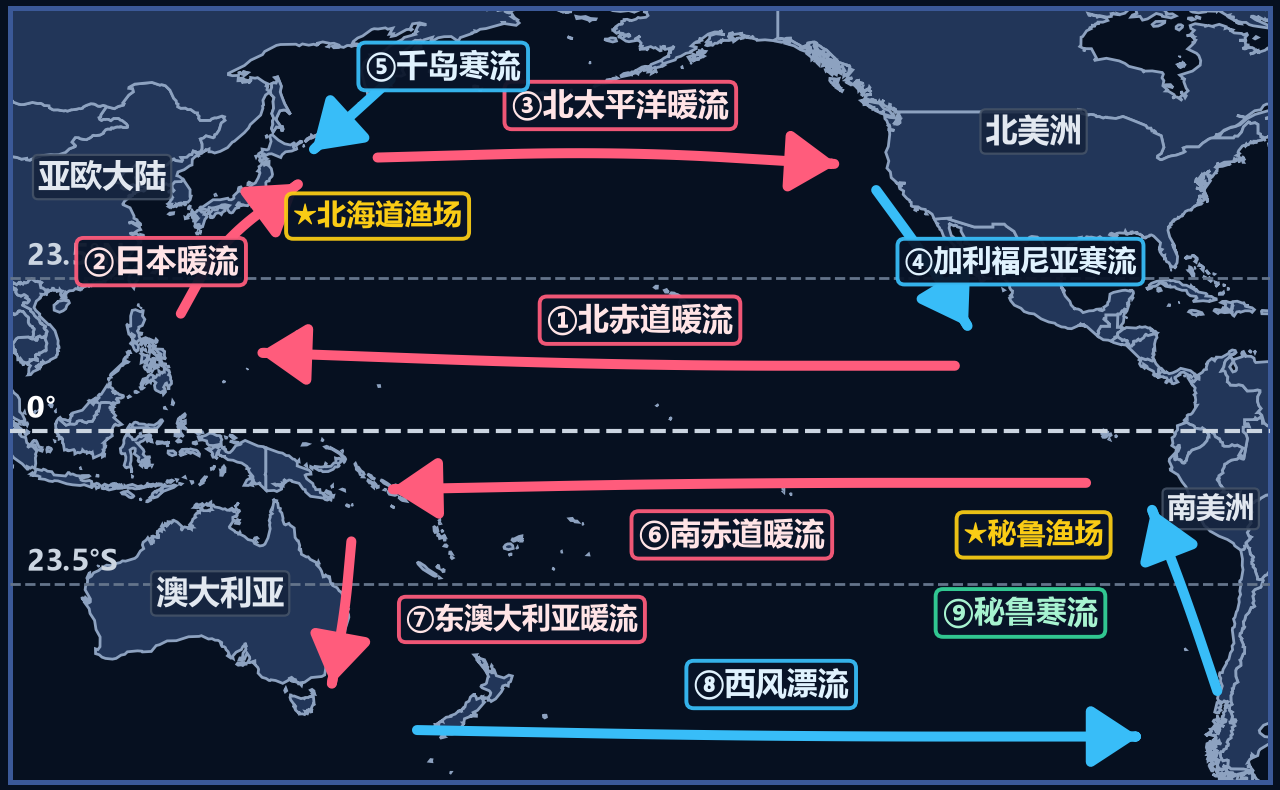 ⑤千岛寒流
③北太平洋暖流
北美洲
亚欧大陆
★北海道渔场
23.
②日本暖流
④加利福尼亚寒流
①北赤道暖流
0°
⑥南赤道暖流
★秘鲁渔场
南美洲
23.5°S
澳大利亚
⑦东澳大利亚暖流
⑨秘鲁寒流
⑧西风漂流